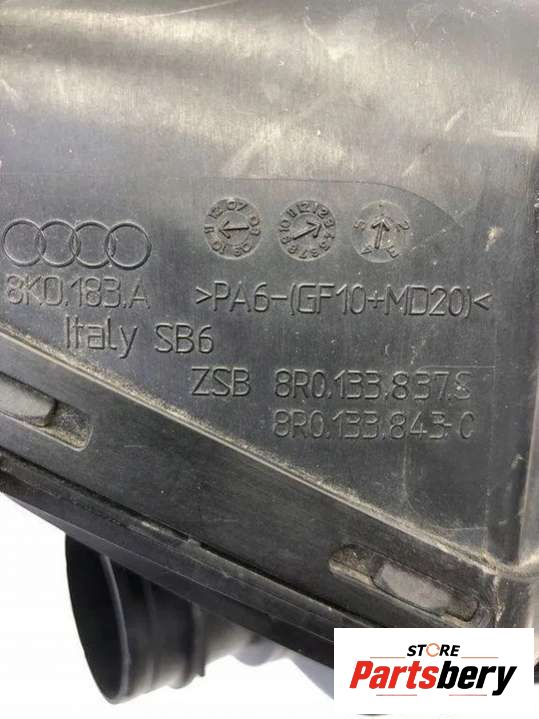 8K0.183.A >PA6-(GF10+MD20)<
Italy SB6
ZSB 8R0.133.837.S
8R0.133.843-C
STORE
Partsbery